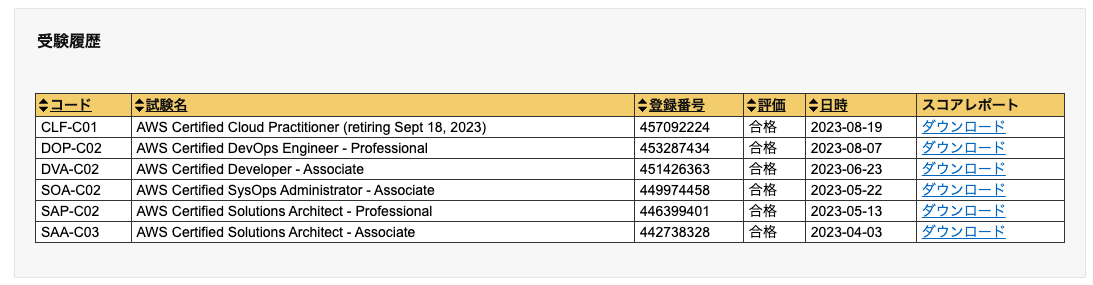 受験履歴
コード 試験名 登録番号 評価 日時 スコアレポート
CLF-C01 AWS Certified Cloud Practitioner (retiring Sept 18, 2023) 457092224 合格 2023-08-19 ダウンロード
DOP-C02 AWS Certified DevOps Engineer - Professional 453287434 合格 2023-08-07 ダウンロード
DVA-C02 AWS Certified Developer - Associate 451426363 合格 2023-06-23 ダウンロード
SOA-C02 AWS Certified SysOps Administrator - Associate 449974458 合格 2023-05-22 ダウンロード
SAP-C02 AWS Certified Solutions Architect - Professional 446399401 合格 2023-05-13 ダウンロード
SAA-C03 AWS Certified Solutions Architect - Associate 442738328 合格 2023-04-03 ダウンロード